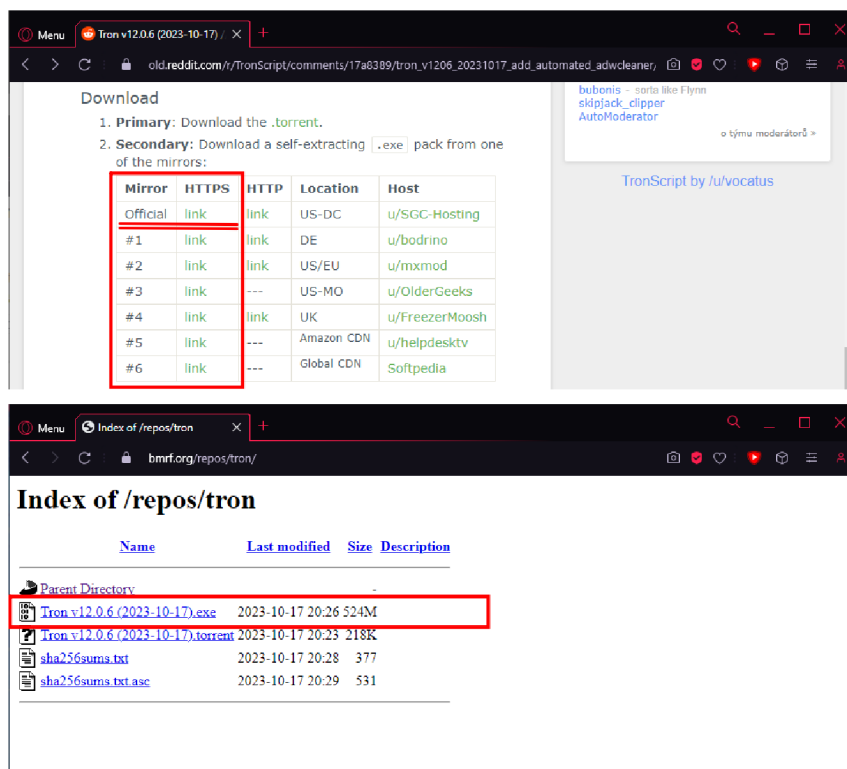 Menu
Tron v12.0.6 (2023-10-17) /
old.reddit.com/r/TronScript/comments/17a8389/tron_v1206_20231017_add_automated_adwcleaner/
Download
1. Primary: Download the .torrent.
2. Secondary: Download a self-extracting .exe pack from one
of the mirrors:
Mirror HTTPS HTTP Location Host
Official link link US-DC u/SGC-Hosting
#1 link link DE u/bodrino
#2 link link US/EU u/mxmod
#3 link --- US-MO u/OlderGeeks
#4 link link UK u/FreezerMoosh
#5 link --- Amazon CDN u/helpdesktv
#6 link --- Global CDN Softpedia
bubonis - sorta like Flynn
skipjack_clipper
AutoModerator
o týmu moderátorů »
TronScript by /u/vocatus
Menu
Index of /repos/tron
bmrf.org/repos/tron/
Index of /repos/tron
Name Last modified Size Description
Parent Directory -
Tron v12.0.6 (2023-10-17).exe 2023-10-17 20:26 524M
Tron v12.0.6 (2023-10-17).torrent 2023-10-17 20:23 218K
sha256sums.txt 2023-10-17 20:28 377
sha256sums.txt.asc 2023-10-17 20:29 531